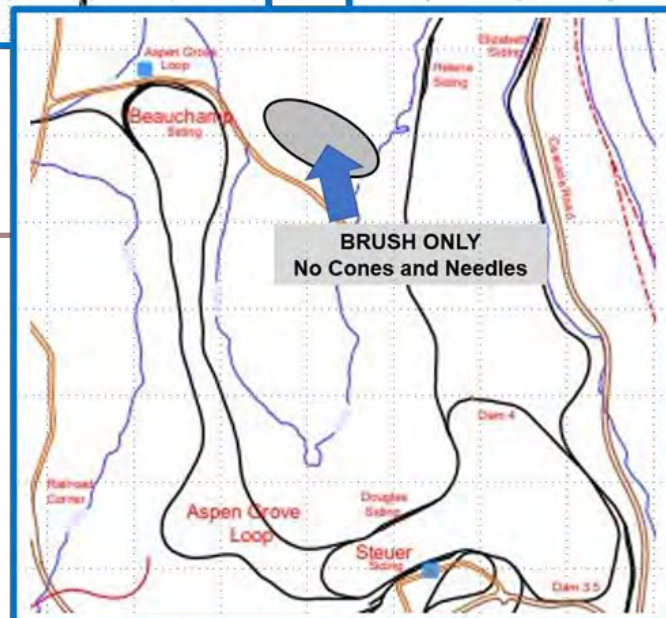 Aspen Grove
Loop
Elizabeth
Siding
Helena
Siding
Beauchamp
Siding
BRUSH ONLY
No Cones and Needles
Dam 4
Railroad
Corner
Douglas
Siding
Aspen Grove
Loop
Steuer
Siding
Dam 3.5